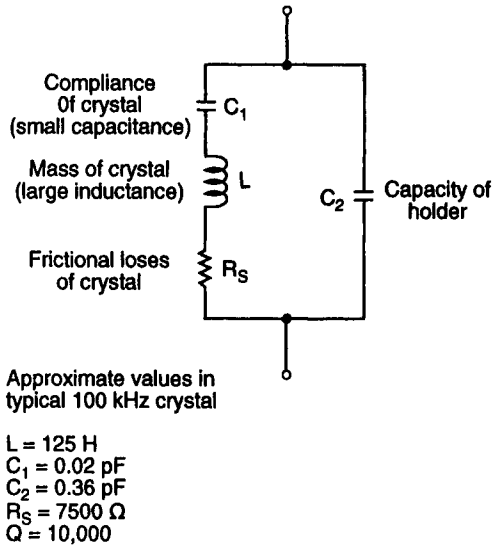 Compliance
Of crystal
(small capacitance)
C1
Mass of crystal
(large inductance)
L
C2
Capacity of
holder
Frictional loses
of crystal
RS
Approximate values in
typical 100 kHz crystal
L = 125 H
C1 = 0.02 pF
C2 = 0.36 pF
RS = 7500 Ω
Q = 10,000